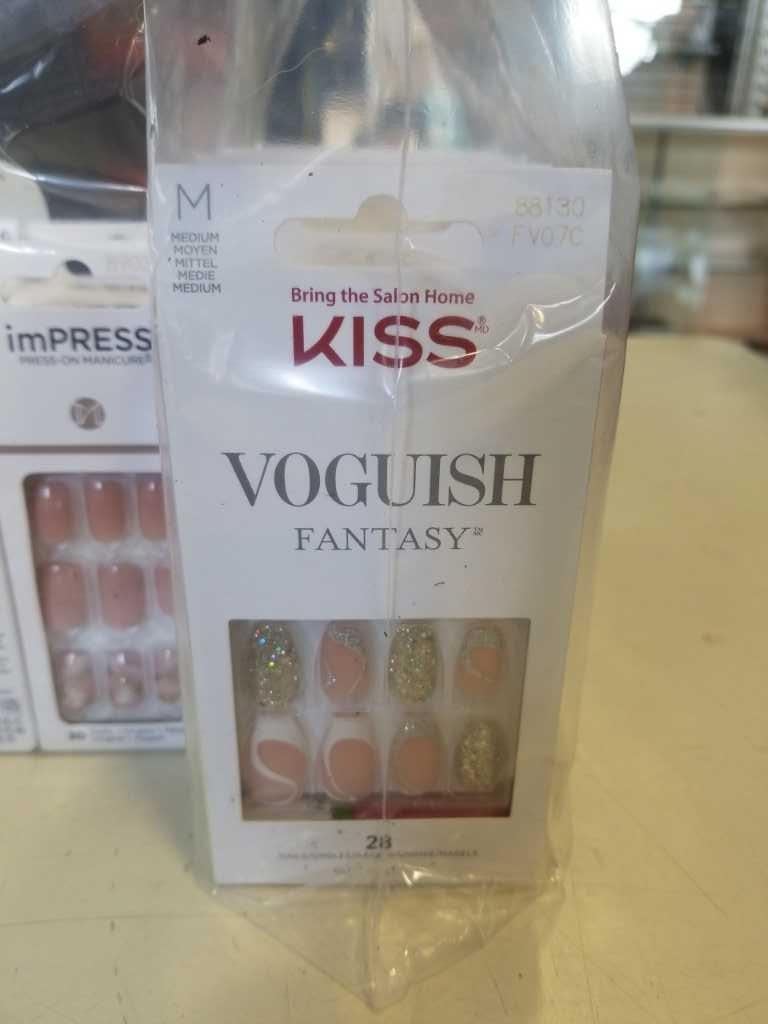 M
MEDIUM
MOYEN
MITTEL
MEDIE
MEDIUM
88130
FV07C
Bring the Salon Home
KISS
®
MD
VOGUISH
FANTASY
28
imPRESS
PRESS-ON MANICURE®